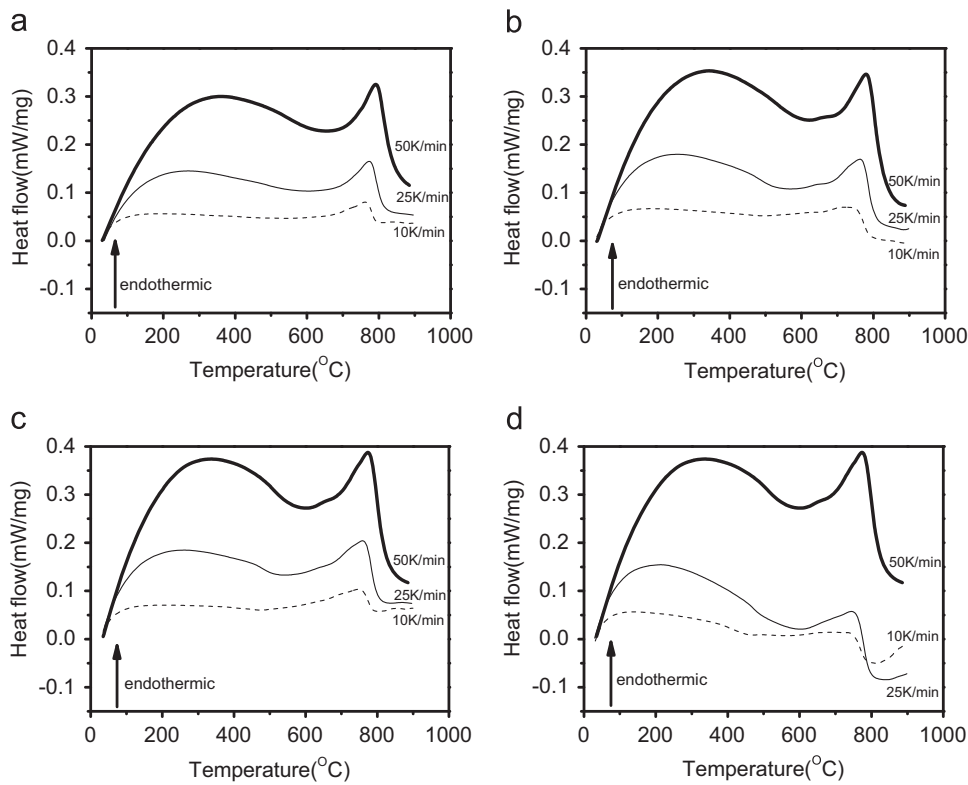 a
0.4
0.3
0.2
0.1
0.0
-0.1
Heat flow(mW/mg)
50K/min
25K/min
10K/min
endothermic
0 200 400 600 800 1000
Temperature(°C)
b
0.4
0.3
0.2
0.1
0.0
-0.1
Heat flow(mW/mg)
50K/min
25K/min
10K/min
endothermic
0 200 400 600 800 1000
Temperature(°C)
c
0.4
0.3
0.2
0.1
0.0
-0.1
Heat flow(mW/mg)
50K/min
25K/min
10K/min
endothermic
0 200 400 600 800 1000
Temperature(°C)
d
0.4
0.3
0.2
0.1
0.0
-0.1
Heat flow(mW/mg)
50K/min
10K/min
25K/min
endothermic
0 200 400 600 800 1000
Temperature(°C)